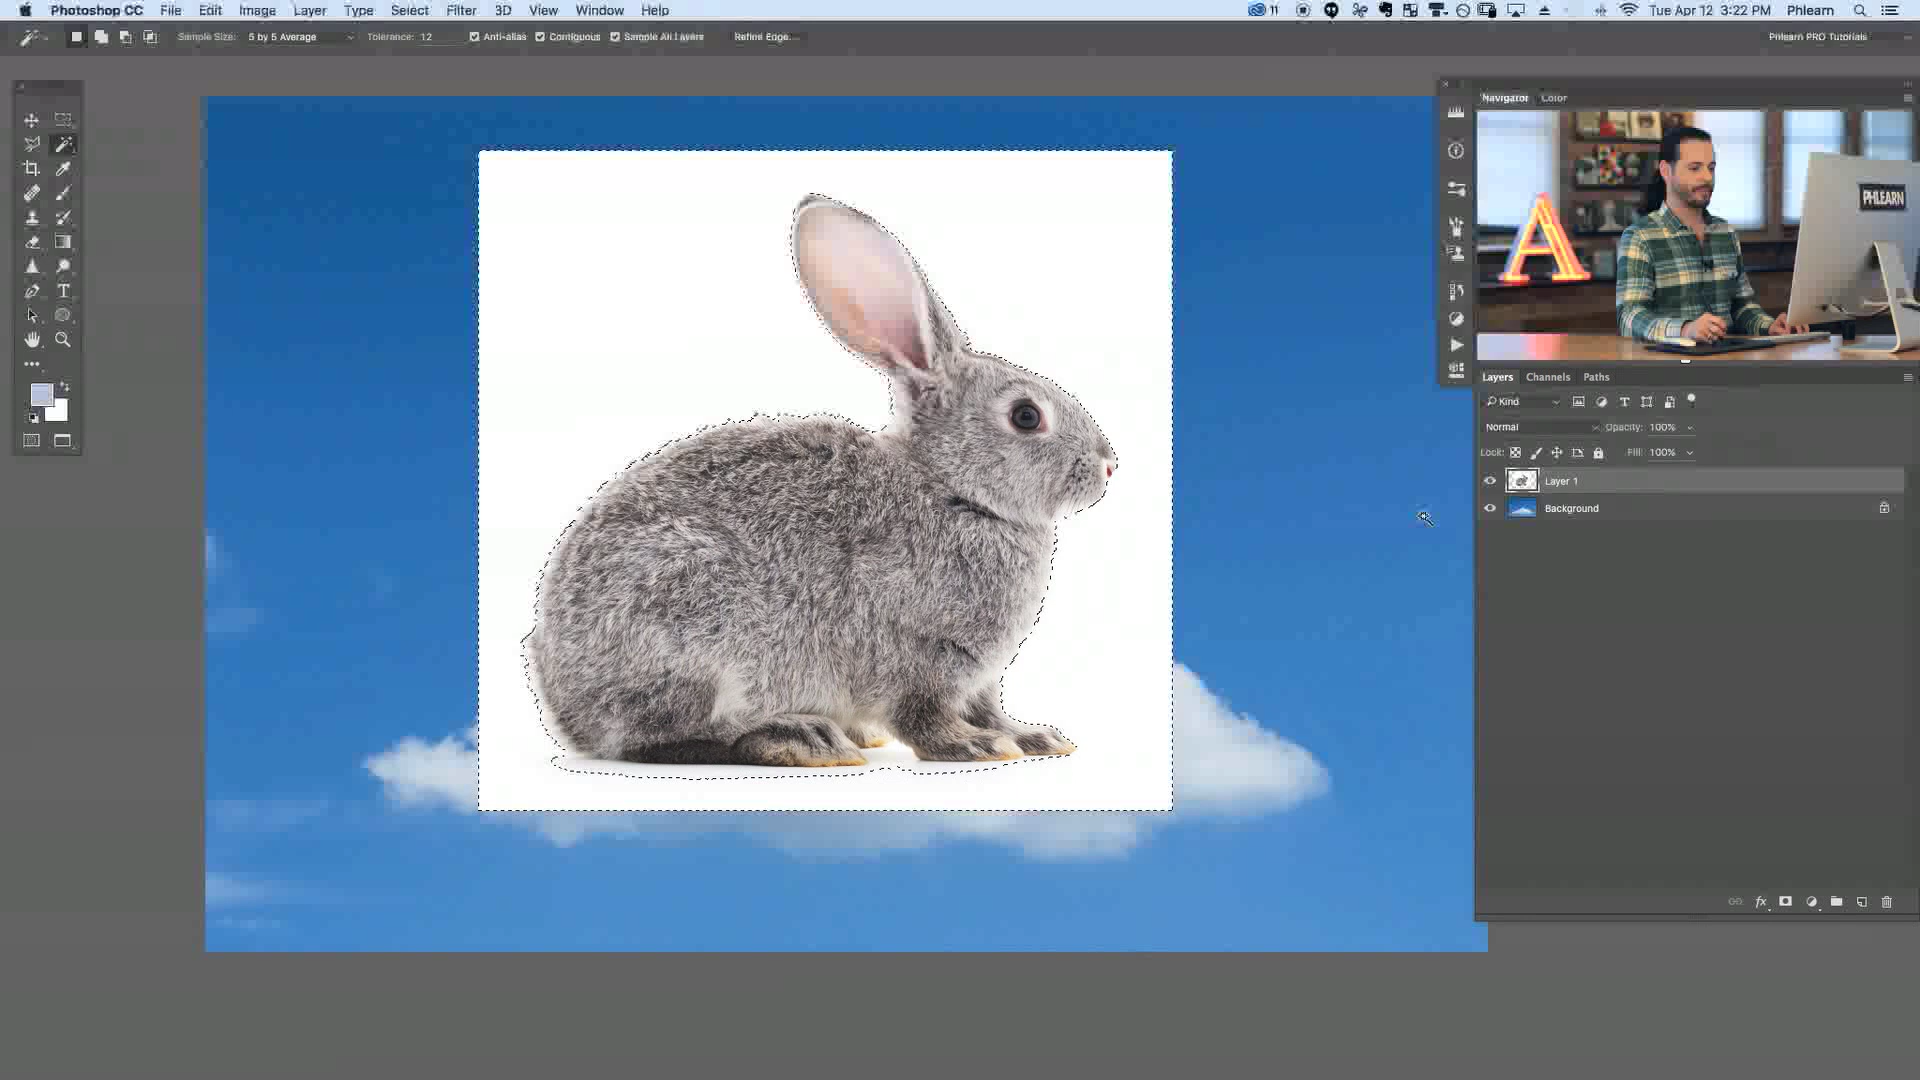 Photoshop CC File Edit Image Layer Type Select Filter 3D View Window Help 11 Tue Apr 12 3:22 PM Phlearn
Sample Size: 5 by 5 Average Tolerance: 12 Anti-alias Contiguous Sample All Layers Refine Edge... Phlearn PRO Tutorials
Navigator Color
A
PHLEARN
Layers Channels Paths
Kind
Normal Opacity: 100%
Lock: Fill: 100%
Layer 1
Background
fx